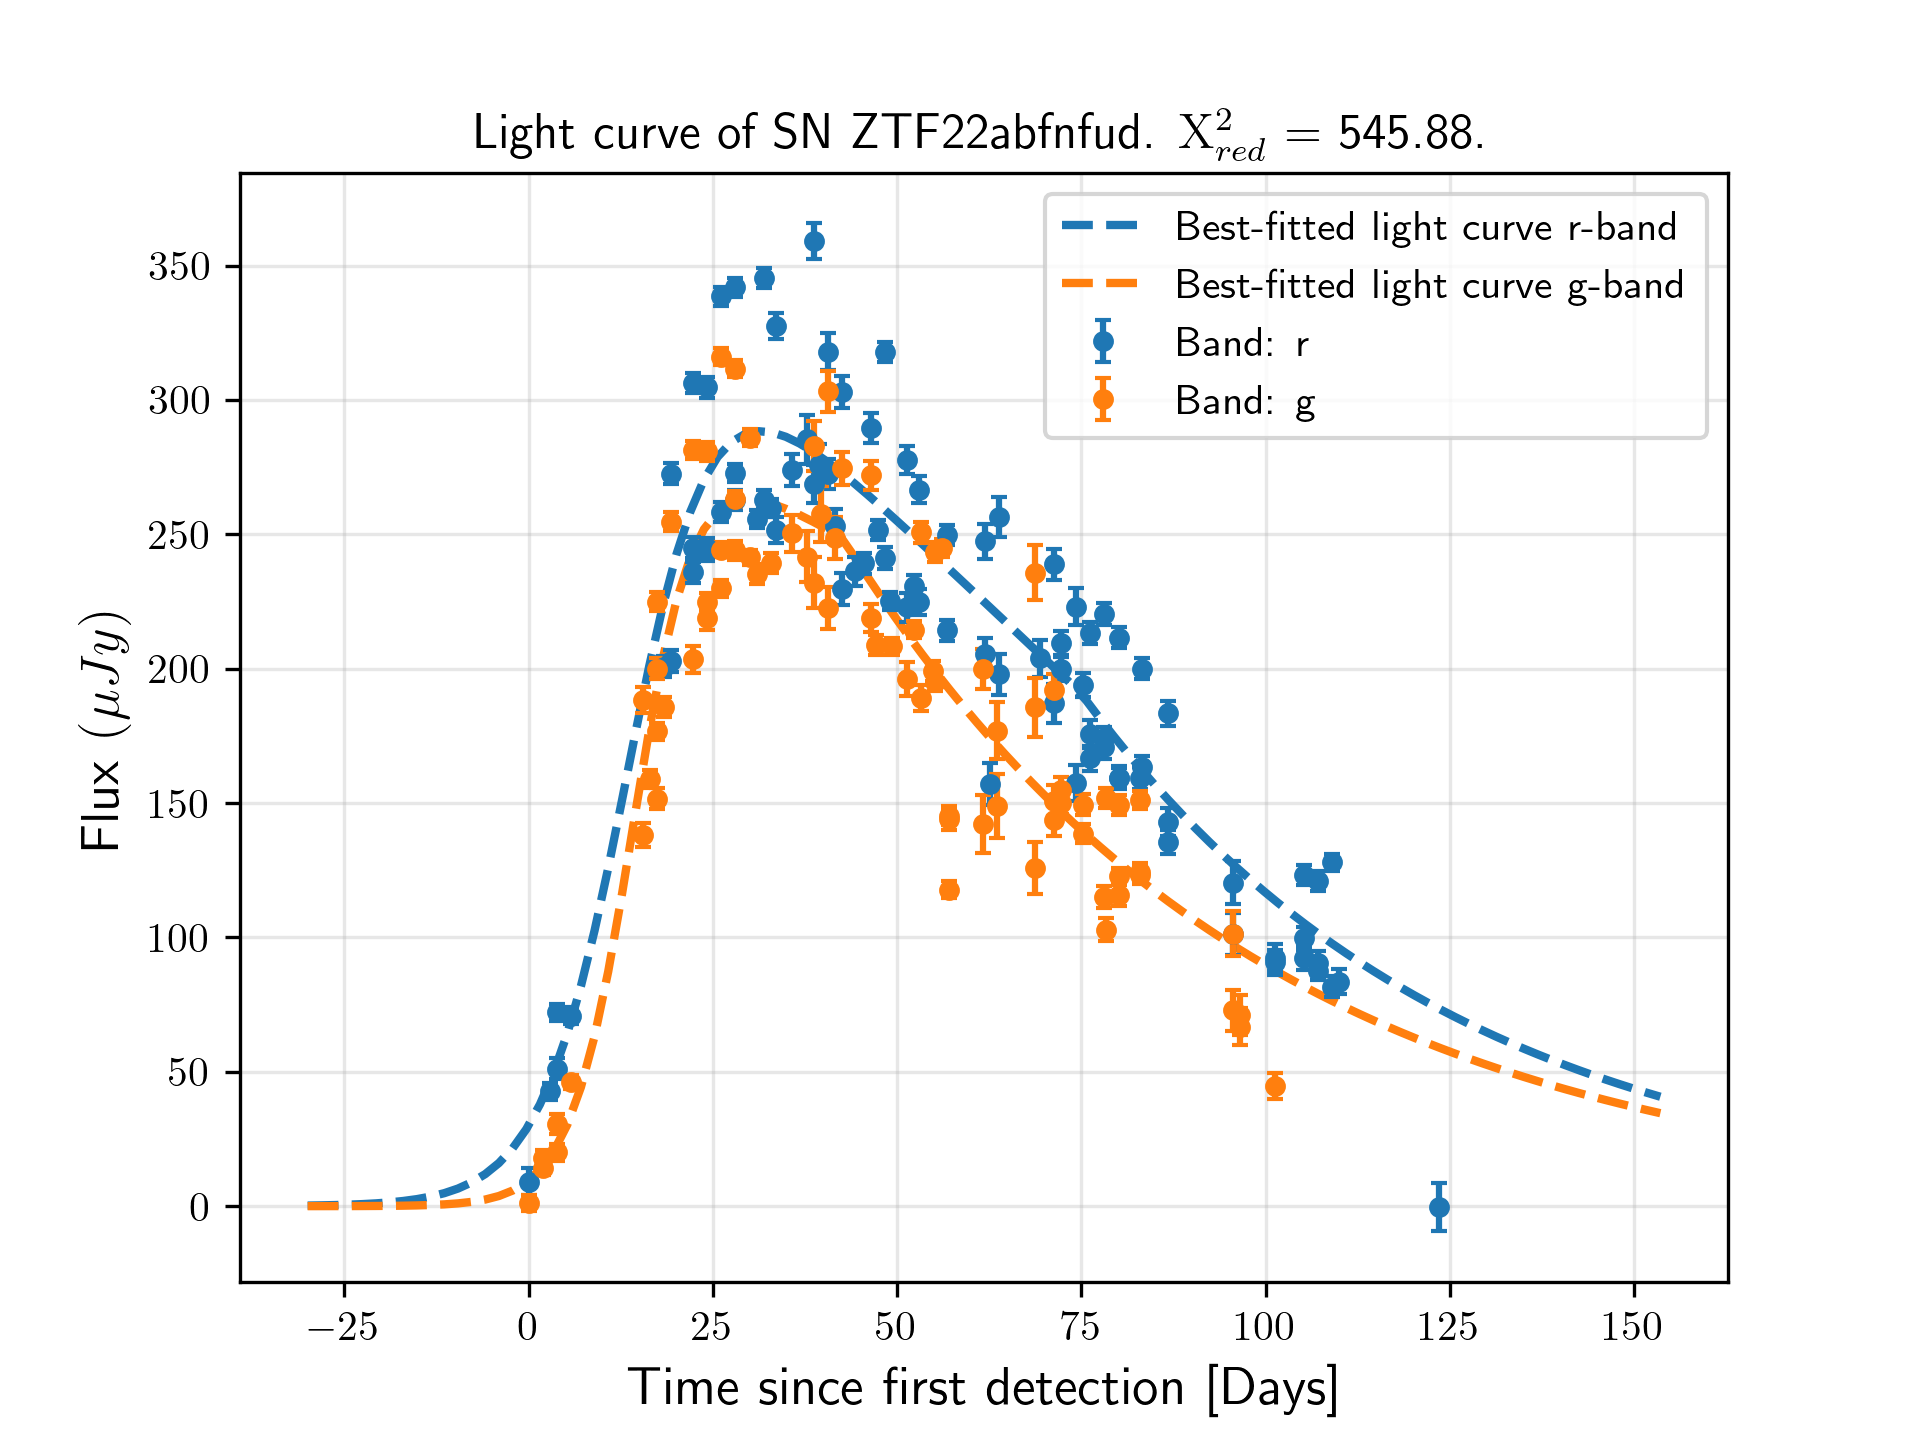 Light curve of SN ZTF22abfnfud. X²_red = 545.88.
Best-fitted light curve r-band
Best-fitted light curve g-band
Band: r
Band: g
Flux (μJy)
350
300
250
200
150
100
50
0
−25 0 25 50 75 100 125 150
Time since first detection [Days]